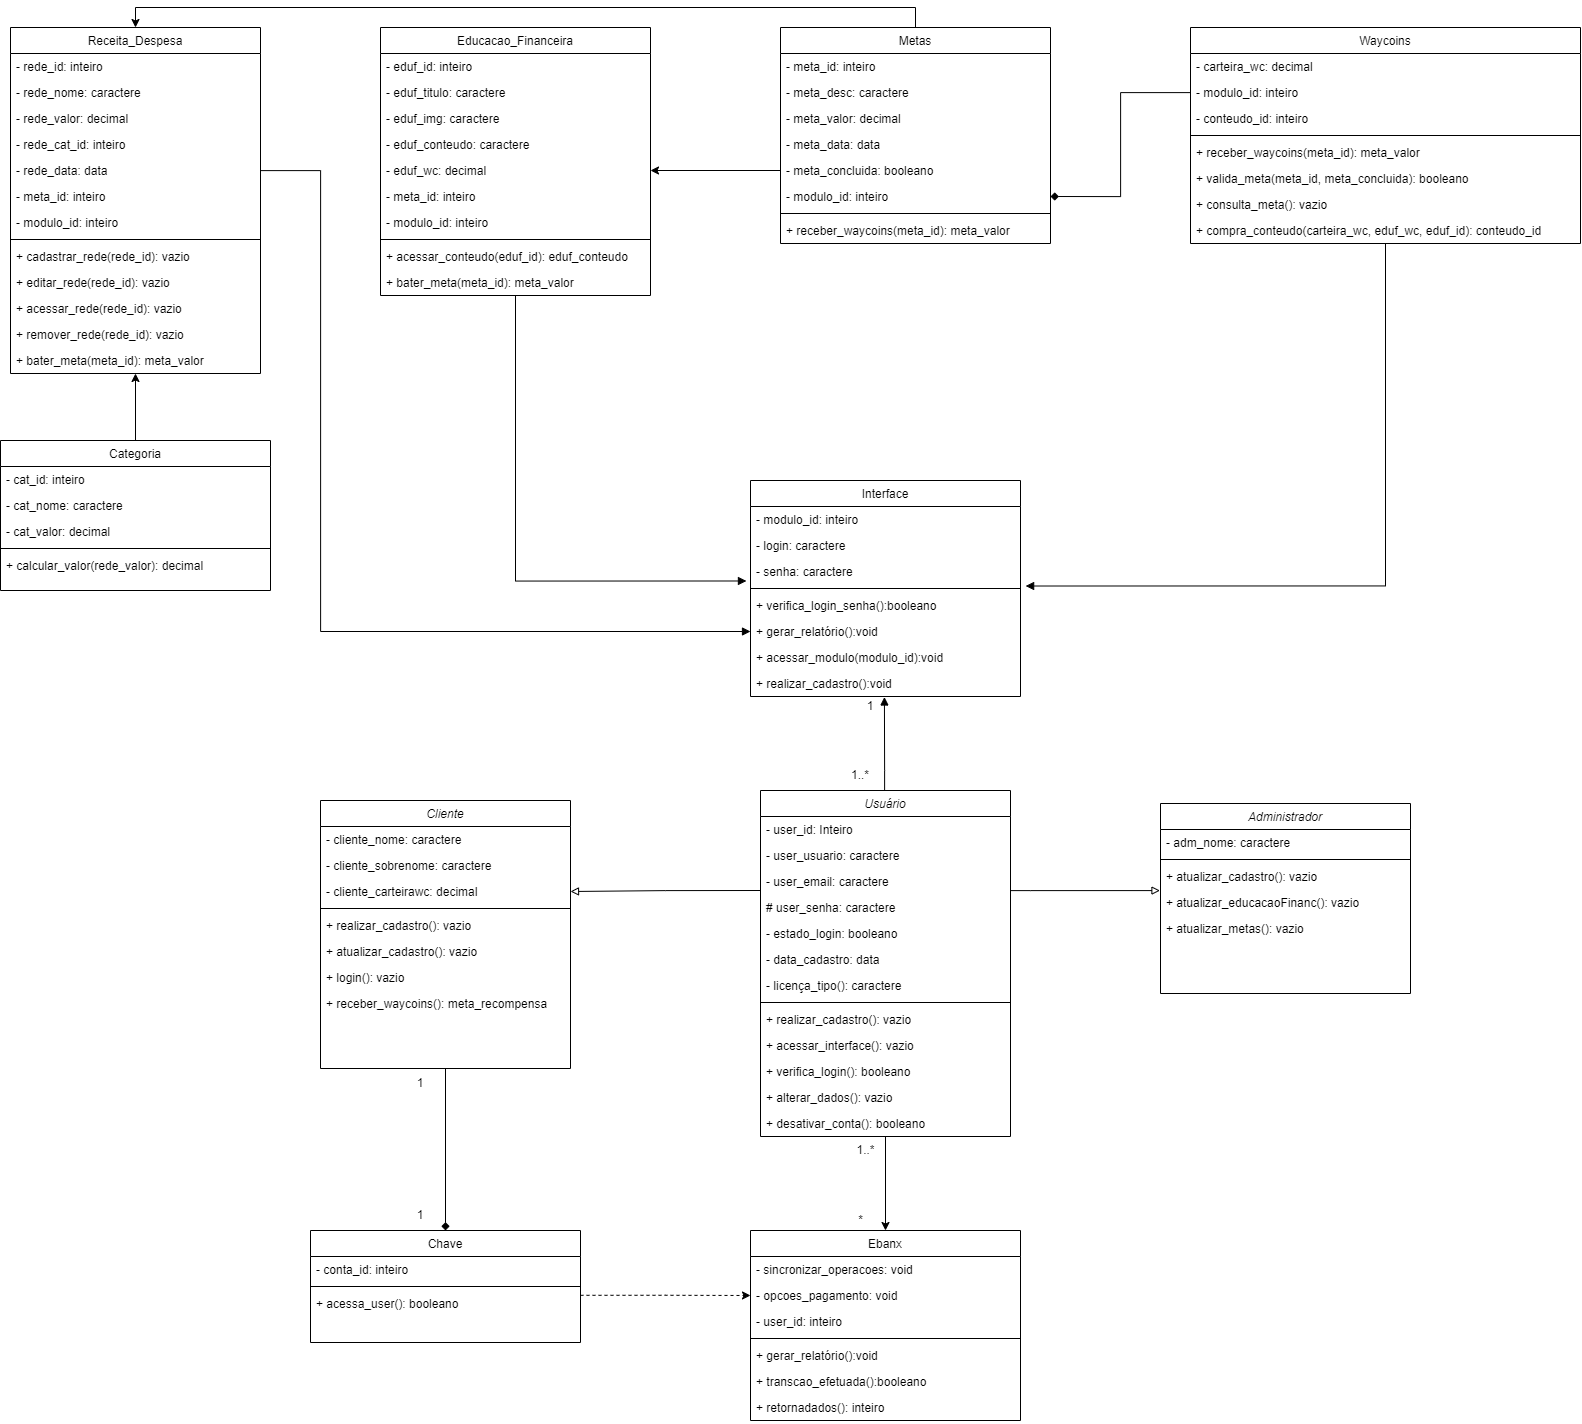 Receita_Despesa
- rede_id: inteiro
- rede_nome: caractere
- rede_valor: decimal
- rede_cat_id: inteiro
- rede_data: data
- meta_id: inteiro
- modulo_id: inteiro
+ cadastrar_rede(rede_id): vazio
+ editar_rede(rede_id): vazio
+ acessar_rede(rede_id): vazio
+ remover_rede(rede_id): vazio
+ bater_meta(meta_id): meta_valor
Educacao_Financeira
- eduf_id: inteiro
- eduf_titulo: caractere
- eduf_img: caractere
- eduf_conteudo: caractere
- eduf_wc: decimal
- meta_id: inteiro
- modulo_id: inteiro
+ acessar_conteudo(eduf_id): eduf_conteudo
+ bater_meta(meta_id): meta_valor
Metas
- meta_id: inteiro
- meta_desc: caractere
- meta_valor: decimal
- meta_data: data
- meta_concluida: booleano
- modulo_id: inteiro
+ receber_waycoins(meta_id): meta_valor
Waycoins
- carteira_wc: decimal
- modulo_id: inteiro
- conteudo_id: inteiro
+ receber_waycoins(meta_id): meta_valor
+ valida_meta(meta_id, meta_concluida): booleano
+ consulta_meta(): vazio
+ compra_conteudo(carteira_wc, eduf_wc, eduf_id): conteudo_id
Categoria
- cat_id: inteiro
- cat_nome: caractere
- cat_valor: decimal
+ calcular_valor(rede_valor): decimal
Interface
- modulo_id: inteiro
- login: caractere
- senha: caractere
+ verifica_login_senha():booleano
+ gerar_relatório():void
+ acessar_modulo(modulo_id):void
+ realizar_cadastro():void
1
1..*
Cliente
- cliente_nome: caractere
- cliente_sobrenome: caractere
- cliente_carteirawc: decimal
+ realizar_cadastro(): vazio
+ atualizar_cadastro(): vazio
+ login(): vazio
+ receber_waycoins(): meta_recompensa
Usuário
- user_id: Inteiro
- user_usuario: caractere
- user_email: caractere
# user_senha: caractere
- estado_login: booleano
- data_cadastro: data
- licença_tipo(): caractere
+ realizar_cadastro(): vazio
+ acessar_interface(): vazio
+ verifica_login(): booleano
+ alterar_dados(): vazio
+ desativar_conta(): booleano
Administrador
- adm_nome: caractere
+ atualizar_cadastro(): vazio
+ atualizar_educacaoFinanc(): vazio
+ atualizar_metas(): vazio
1
1
1..*
*
Chave
- conta_id: inteiro
+ acessa_user(): booleano
Ebanx
- sincronizar_operacoes: void
- opcoes_pagamento: void
- user_id: inteiro
+ gerar_relatório():void
+ transcao_efetuada():booleano
+ retornadados(): inteiro